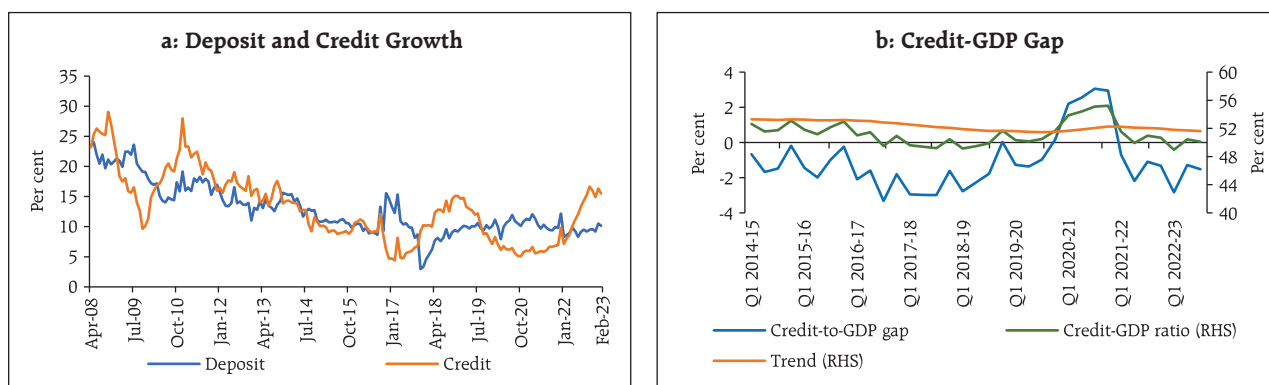 a: Deposit and Credit Growth
Per cent
35
30
25
20
15
10
5
0
Apr-08
Jul-09
Oct-10
Jan-12
Apr-13
Jul-14
Oct-15
Jan-17
Apr-18
Jul-19
Oct-20
Jan-22
Feb-23
Deposit
Credit
b: Credit-GDP Gap
Per cent
4
2
0
-2
-4
60
56
52
48
44
40
Per cent
Q1 2014-15
Q1 2015-16
Q1 2016-17
Q1 2017-18
Q1 2018-19
Q1 2019-20
Q1 2020-21
Q1 2021-22
Q1 2022-23
Credit-to-GDP gap
Credit-GDP ratio (RHS)
Trend (RHS)